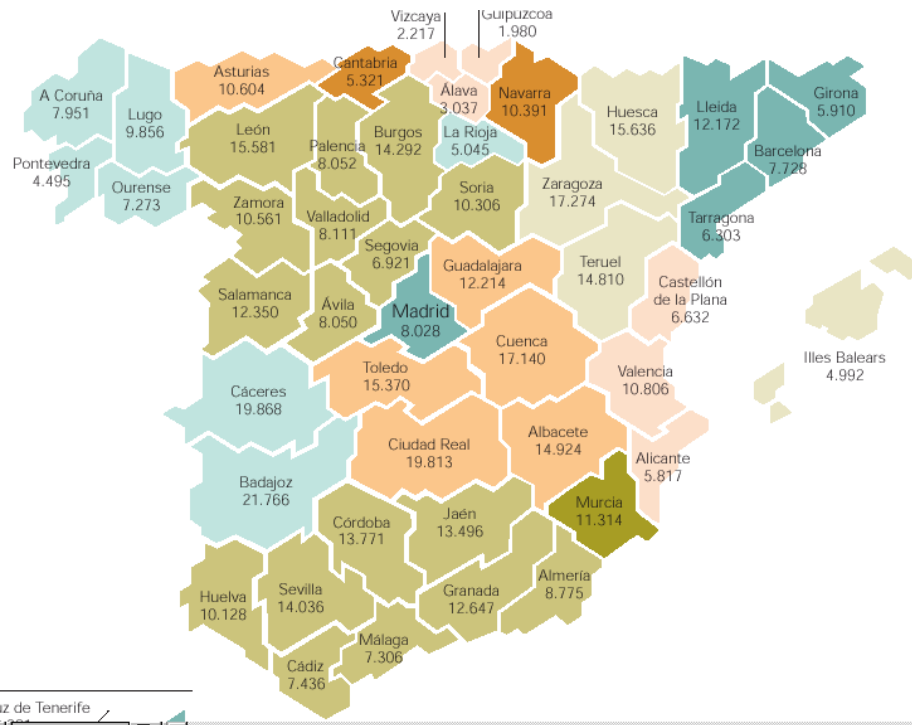 Vizcaya
2.217
Guipúzcoa
1.980
Asturias
10.604
Cantabria
5.321
A Coruña
7.951
Lugo
9.856
Álava
3.037
Navarra
10.391
Huesca
15.636
Lleida
12.172
Girona
5.910
León
15.581
Palencia
8.052
Burgos
14.292
La Rioja
5.045
Barcelona
7.728
Pontevedra
4.495
Ourense
7.273
Zamora
10.561
Valladolid
8.111
Soria
10.306
Zaragoza
17.274
Tarragona
6.303
Segovia
6.921
Guadalajara
12.214
Teruel
14.810
Castellón
de la Plana
6.632
Salamanca
12.350
Ávila
8.050
Madrid
8.028
Cuenca
17.140
Illes Balears
4.992
Toledo
15.370
Valencia
10.806
Cáceres
19.868
Ciudad Real
19.813
Albacete
14.924
Alicante
5.817
Badajoz
21.766
Murcia
11.314
Córdoba
13.771
Jaén
13.496
Huelva
10.128
Sevilla
14.036
Granada
12.647
Almería
8.775
Málaga
7.306
Cádiz
7.436
uz de Tenerife